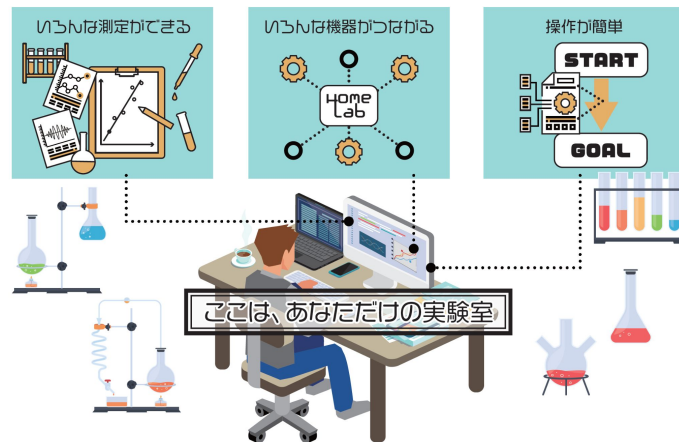 いろんな測定ができる
いろんな機器がつながる
操作が簡単
HOME
Lab
START
GOAL
ここは、あなただけの実験室